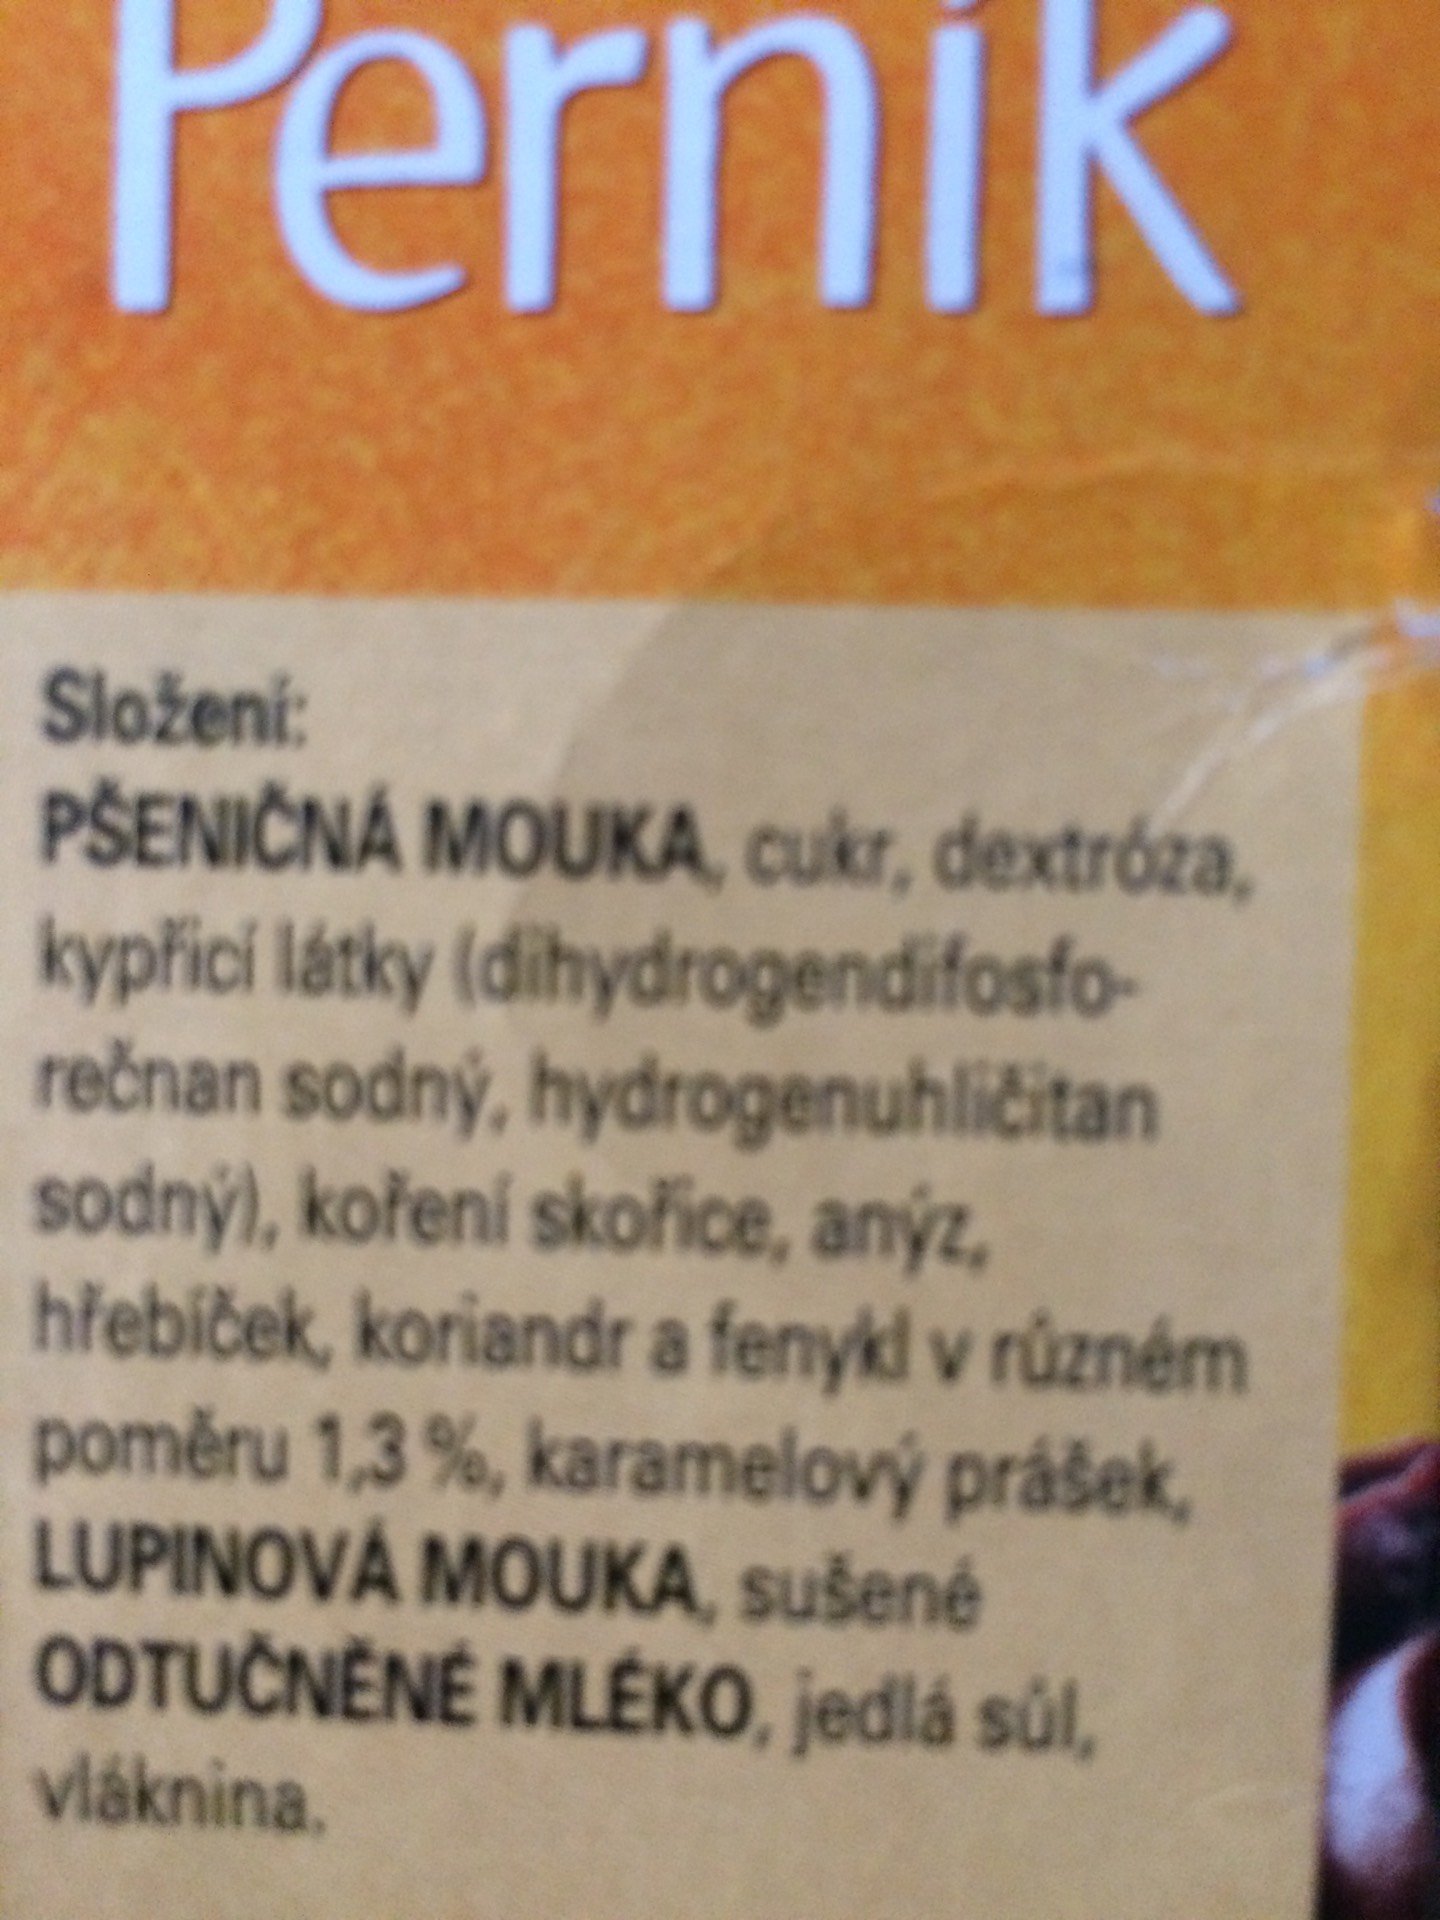 Perník
Složení:
PŠENIČNÁ MOUKA, cukr, dextróza,
kypřicí látky (dihydrogendifosfo-
rečnan sodný, hydrogenuhličitan
sodný), koření skořice, anýz,
hřebíček, koriandr a fenykl v různém
poměru 1,3 %, karamelový prášek,
LUPINOVÁ MOUKA, sušené
ODTUČNĚNÉ MLÉKO, jedlá sůl,
vláknina.